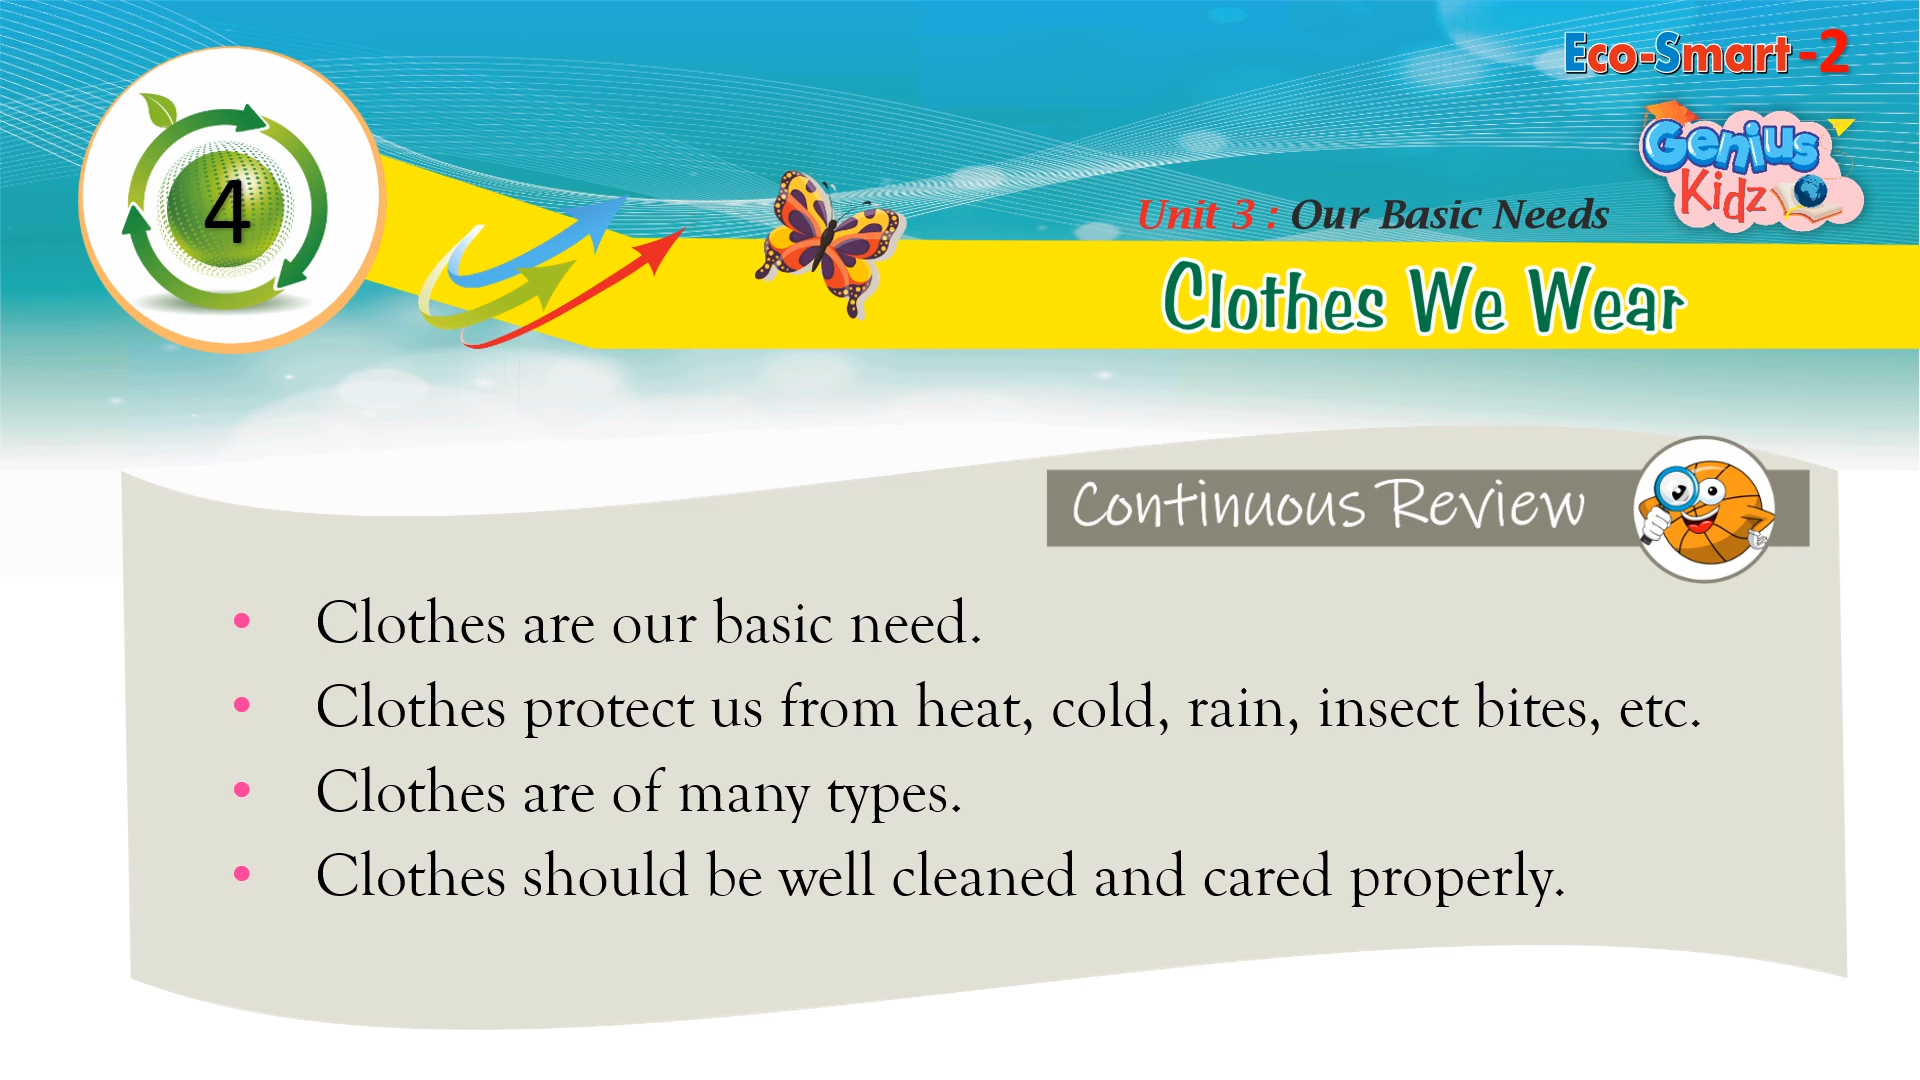 Eco-Smart-2
Genius
Kidz
4
Unit 3 : Our Basic Needs
Clothes We Wear
Continuous Review
• Clothes are our basic need.
• Clothes protect us from heat, cold, rain, insect bites, etc.
• Clothes are of many types.
• Clothes should be well cleaned and cared properly.